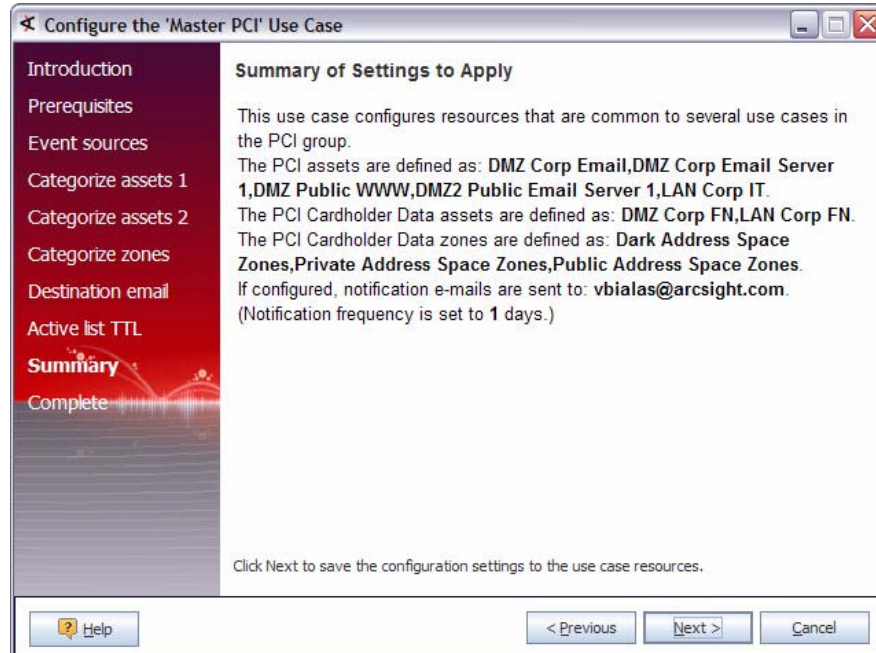 Configure the 'Master PCI' Use Case
Introduction
Prerequisites
Event sources
Categorize assets 1
Categorize assets 2
Categorize zones
Destination email
Active list TTL
Summary
Complete
Summary of Settings to Apply
This use case configures resources that are common to several use cases in
the PCI group.
The PCI assets are defined as: DMZ Corp Email,DMZ Corp Email Server
1,DMZ Public WWW,DMZ2 Public Email Server 1,LAN Corp IT.
The PCI Cardholder Data assets are defined as: DMZ Corp FN,LAN Corp FN.
The PCI Cardholder Data zones are defined as: Dark Address Space
Zones,Private Address Space Zones,Public Address Space Zones.
If configured, notification e-mails are sent to: vbialas@arcsight.com.
(Notification frequency is set to 1 days.)
Click Next to save the configuration settings to the use case resources.
Help
< Previous
Next >
Cancel